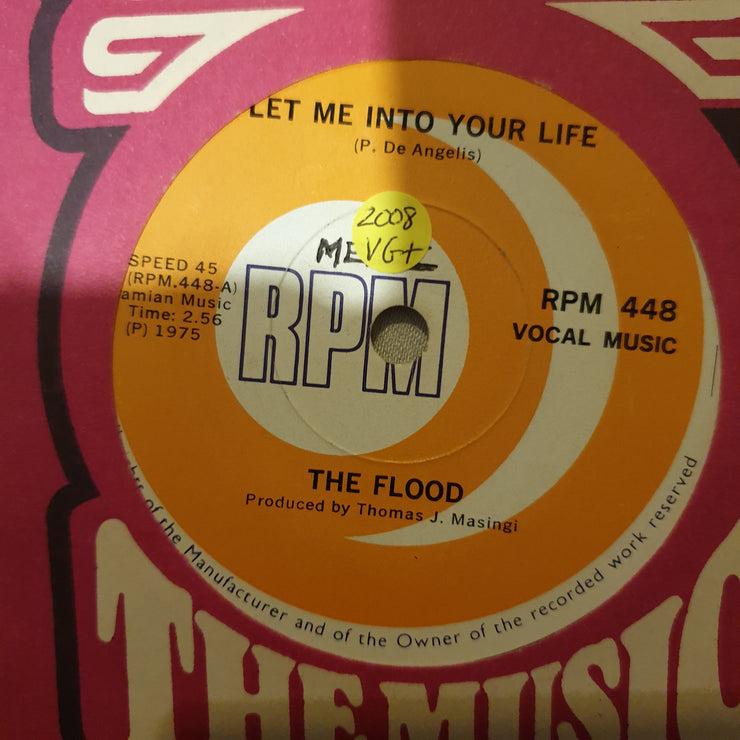 LET ME INTO YOUR LIFE
(P. De Angelis)
2008
VG+
SPEED 45
(RPM.448-A)
amian Music
Time: 2.56
(P) 1975
RPM
RPM 448
VOCAL MUSIC
THE FLOOD
Produced by Thomas J. Masingi
of the Manufacturer and of the Owner of the recorded work reserved
THE MUSIC